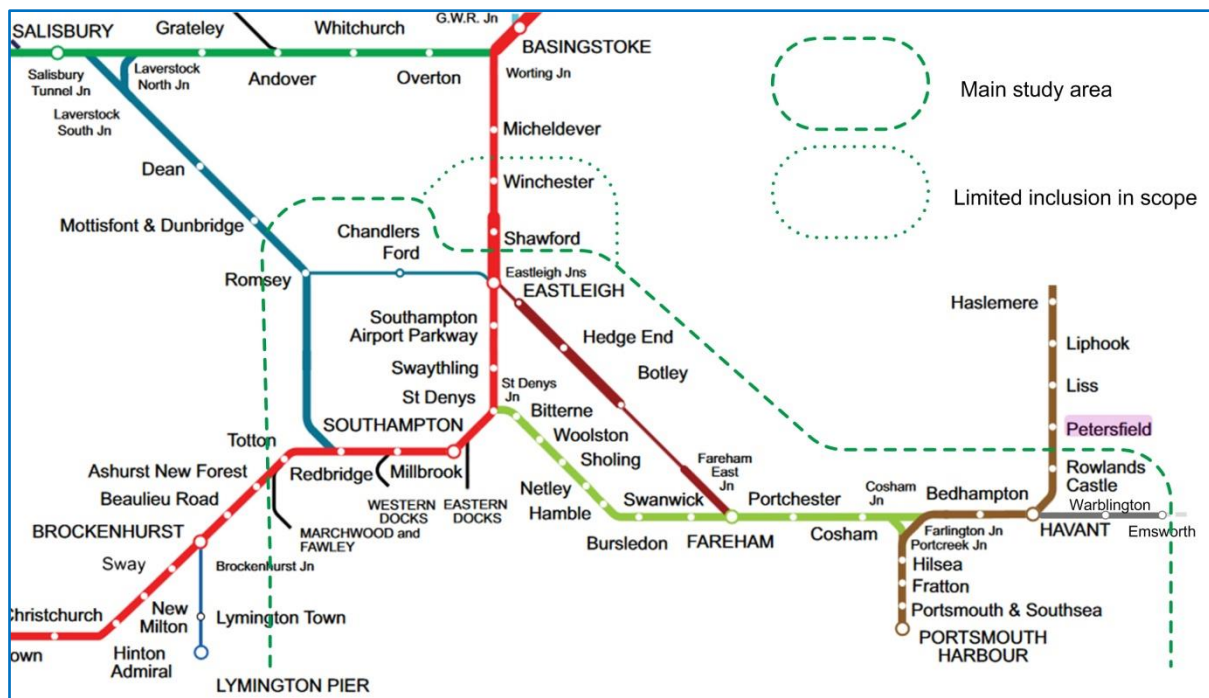 SALISBURY
Grateley
Whitchurch
G.W.R. Jn
BASINGSTOKE
Salisbury
Tunnel Jn
Laverstock
North Jn
Andover
Overton
Worting Jn
Laverstock
South Jn
Main study area
Micheldever
Dean
Winchester
Limited inclusion in scope
Mottisfont & Dunbridge
Chandlers
Ford
Shawford
Romsey
Eastleigh Jns
EASTLEIGH
Haslemere
Southampton
Airport Parkway
Hedge End
Liphook
Swaythling
Botley
Liss
St Denys
St Denys
Jn
Bitterne
Petersfield
SOUTHAMPTON
Woolston
Totton
Sholing
Fareham
East
Jn
Rowlands
Castle
Ashurst New Forest
Redbridge
Millbrook
Cosham
Jn
Bedhampton
Beaulieu Road
WESTERN
DOCKS
EASTERN
DOCKS
Netley
Hamble
Swanwick
Portchester
Warblington
BROCKENHURST
MARCHWOOD and
FAWLEY
Bursledon
FAREHAM
Cosham
Farlington Jn
Portcreek Jn
HAVANT
Emsworth
Sway
Brockenhurst Jn
Hilsea
Fratton
Christchurch
New
Milton
Lymington Town
Portsmouth & Southsea
own
Hinton
Admiral
PORTSMOUTH
HARBOUR
LYMINGTON PIER